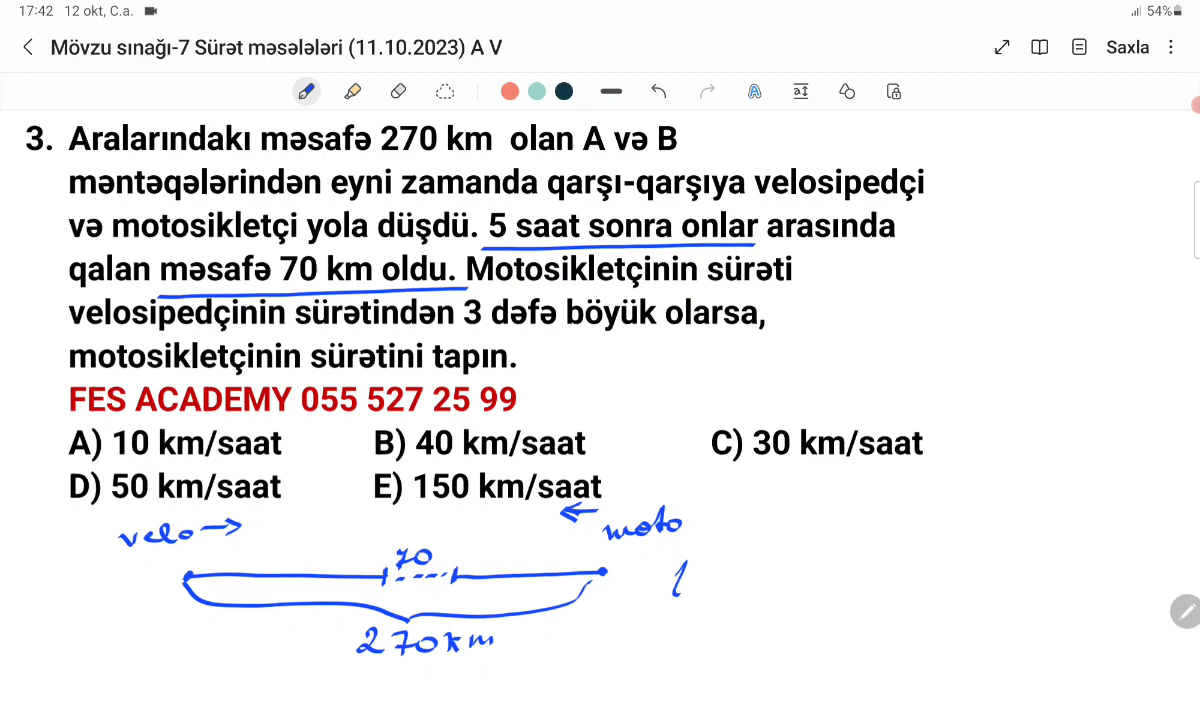 17:42 12 okt, C.a. 54%
Mövzu sınağı-7 Sürət məsələləri (11.10.2023) A V Saxla
3. Aralarındakı məsafə 270 km olan A və B
məntəqələrindən eyni zamanda qarşı-qarşıya velosipedçi
və motosikletçi yola düşdü. 5 saat sonra onlar arasında
qalan məsafə 70 km oldu. Motosikletçinin sürəti
velosipedçinin sürətindən 3 dəfə böyük olarsa,
motosikletçinin sürətini tapın.
FES ACADEMY 055 527 25 99
A) 10 km/saat B) 40 km/saat C) 30 km/saat
D) 50 km/saat E) 150 km/saat
velo → ← moto
70
270 km